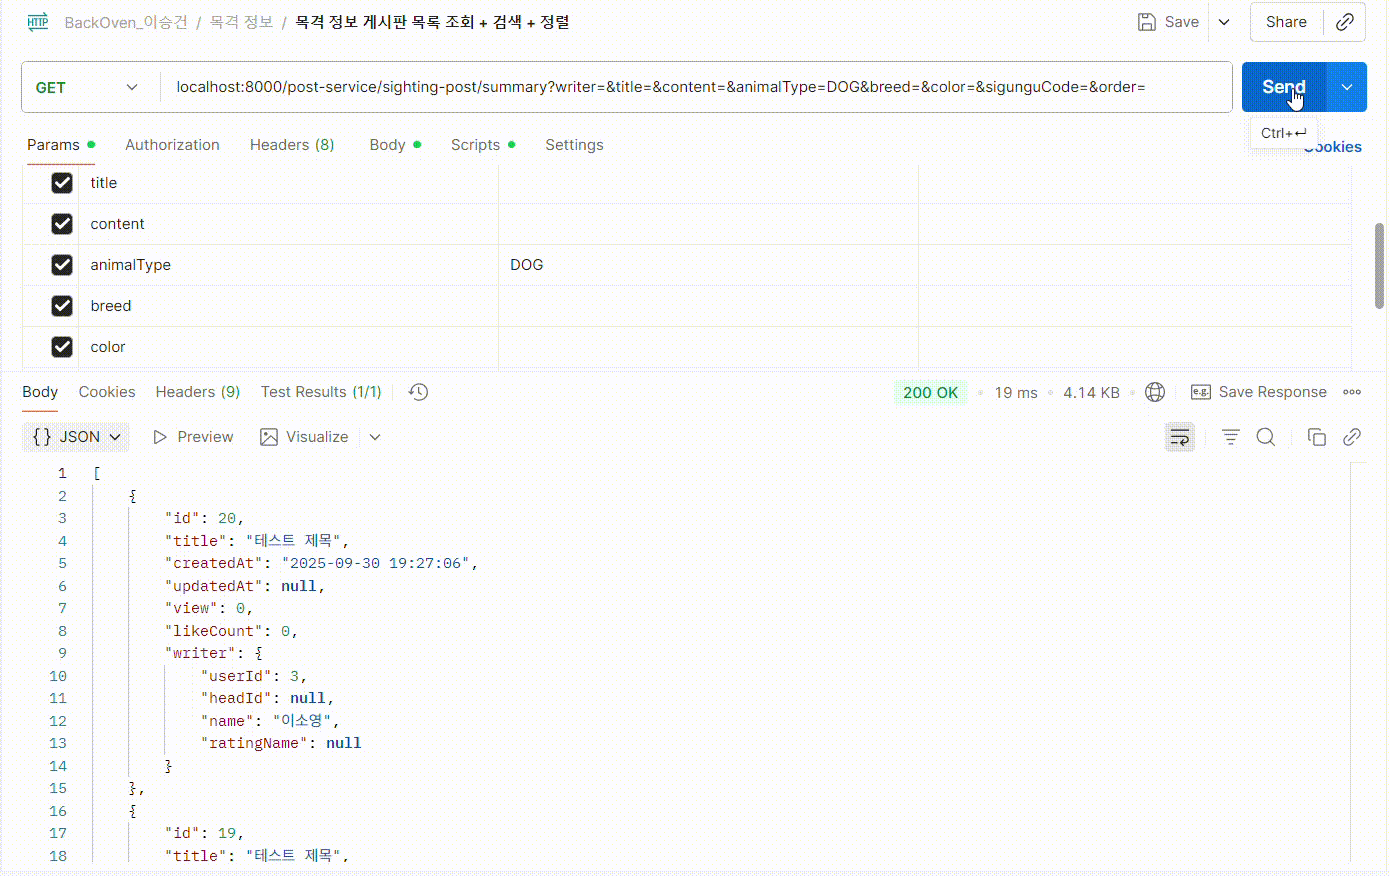 HTTP BackOven_이승건 / 목격 정보 / 목격 정보 게시판 목록 조회 + 검색 + 정렬 Save Share
GET localhost:8000/post-service/sighting-post/summary?writer=&title=&content=&animalType=DOG&breed=&color=&sigunguCode=&order= Send
Ctrl+↵
Params Authorization Headers (8) Body Scripts Settings Cookies
title
content
animalType DOG
breed
color
Body Cookies Headers (9) Test Results (1/1) 200 OK 19 ms 4.14 KB e.g. Save Response
{} JSON Preview Visualize
1 [
2 {
3 "id": 20,
4 "title": "테스트 제목",
5 "createdAt": "2025-09-30 19:27:06",
6 "updatedAt": null,
7 "view": 0,
8 "likeCount": 0,
9 "writer": {
10 "userId": 3,
11 "headId": null,
12 "name": "이소영",
13 "ratingName": null
14 }
15 },
16 {
17 "id": 19,
18 "title": "테스트 제목",